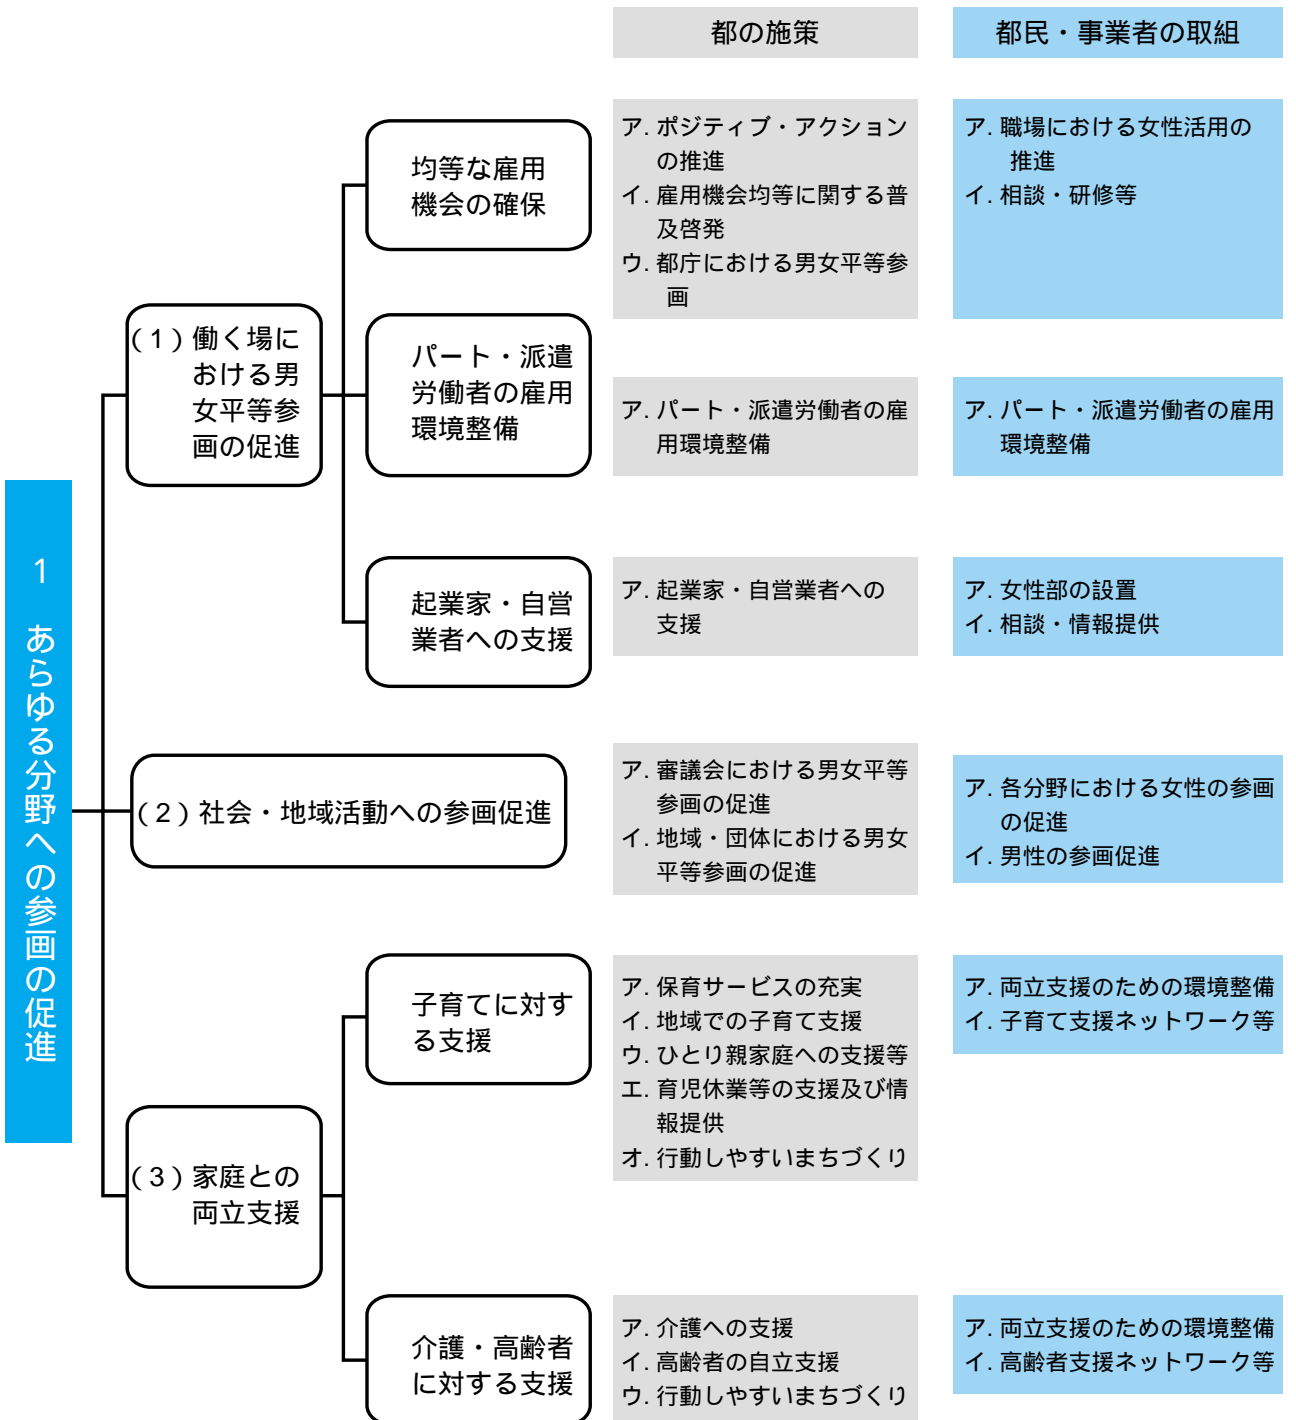 都の施策
都民・事業者の取組
1 あらゆる分野への参画の促進
（1）働く場に
おける男
女平等参
画の促進
均等な雇用
機会の確保
ア. ポジティブ・アクション
の推進
イ. 雇用機会均等に関する普
及啓発
ウ. 都庁における男女平等参
画
ア. 職場における女性活用の
推進
イ. 相談・研修等
パート・派遣
労働者の雇用
環境整備
ア. パート・派遣労働者の雇
用環境整備
ア. パート・派遣労働者の雇用
環境整備
起業家・自営
業者への支援
ア. 起業家・自営業者への
支援
ア. 女性部の設置
イ. 相談・情報提供
（2）社会・地域活動への参画促進
ア. 審議会における男女平等
参画の促進
イ. 地域・団体における男女
平等参画の促進
ア. 各分野における女性の参画
の促進
イ. 男性の参画促進
（3）家庭との
両立支援
子育てに対す
る支援
ア. 保育サービスの充実
イ. 地域での子育て支援
ウ. ひとり親家庭への支援等
エ. 育児休業等の支援及び情
報提供
オ. 行動しやすいまちづくり
ア. 両立支援のための環境整備
イ. 子育て支援ネットワーク等
介護・高齢者
に対する支援
ア. 介護への支援
イ. 高齢者の自立支援
ウ. 行動しやすいまちづくり
ア. 両立支援のための環境整備
イ. 高齢者支援ネットワーク等